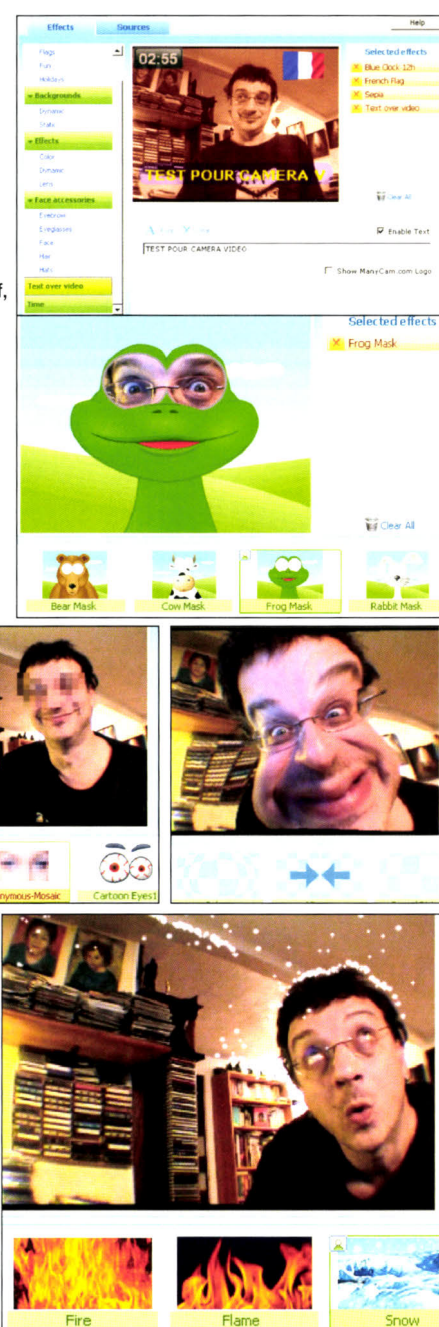 Effects
Sources
Help
Flags
Fun
Holidays
Backgrounds
Dynamic
Static
Effects
Color
Dynamic
Lens
Face accessories
Eyebrow
Eyeglasses
Face
Hair
Hats
Text over video
Time
02:55
TEST POUR CAMERA V
Selected effects
Blue Clock 12h
French Flag
Sepia
Text over video
Clear All
Enable Text
TEST POUR CAMERA VIDEO
Show ManyCam.com Logo
f,
Selected effects
Frog Mask
Clear All
Bear Mask
Cow Mask
Frog Mask
Rabbit Mask
nymous-Mosaic
Cartoon Eyes1
Fire
Flame
Snow